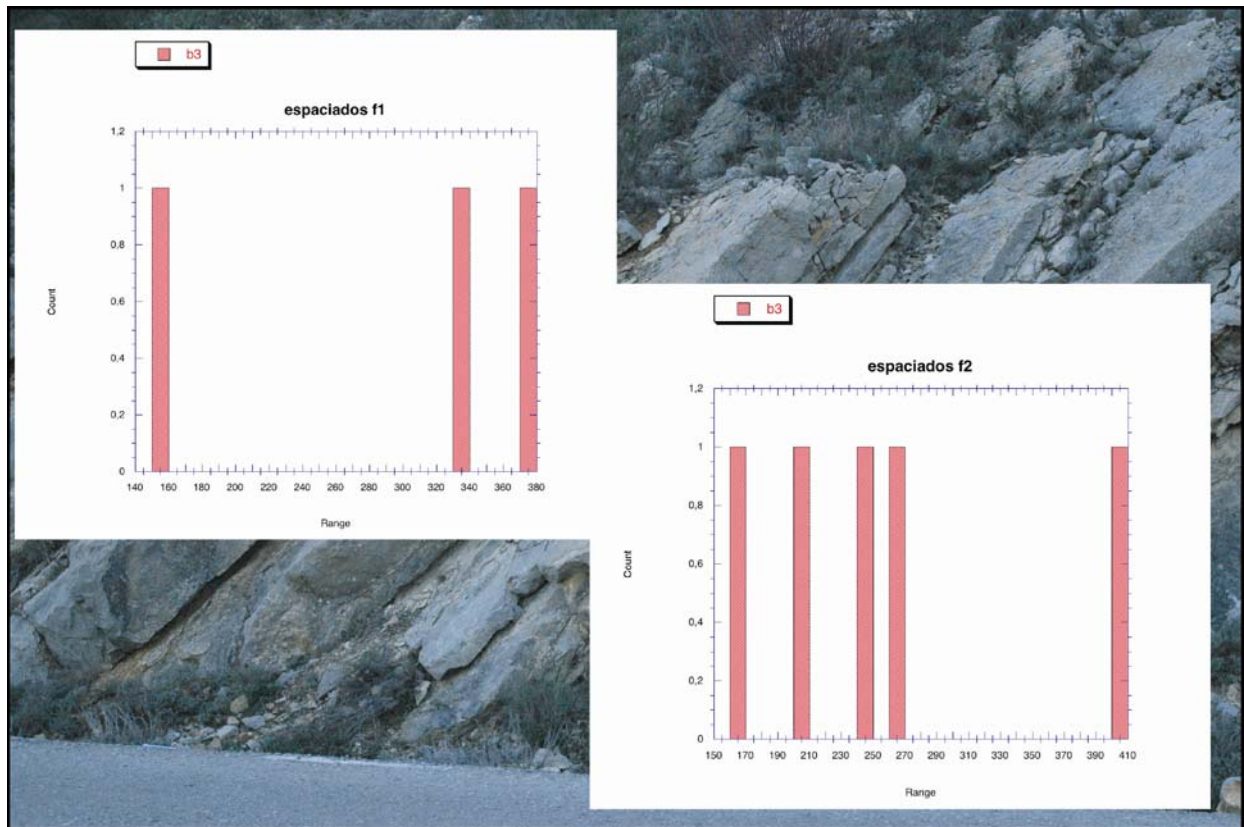 b3
espaciados f1
1,2
1
0,8
0,6
0,4
0,2
0
Count
140 160 180 200 220 240 260 280 300 320 340 360 380
Range
b3
espaciados f2
1,2
1
0,8
0,6
0,4
0,2
0
Count
150 170 190 210 230 250 270 290 310 330 350 370 390 410
Range